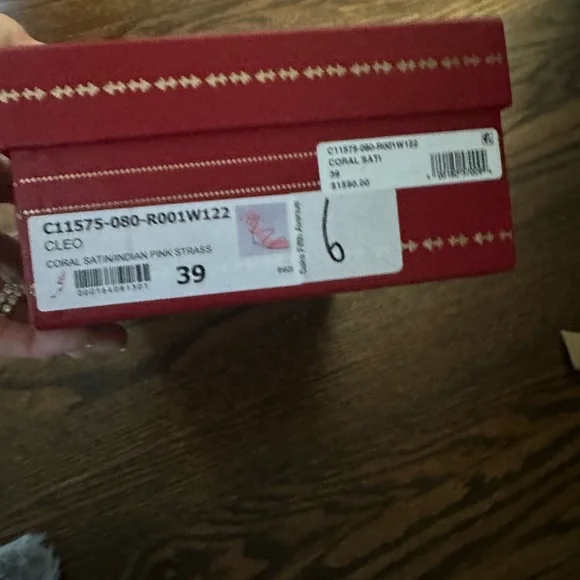 C11575-080-R001W122
CORAL SATI
39
$1590.00
C11575-080-R001W122
CLEO
CORAL SATIN/INDIAN PINK STRASS
39
Saks Fifth Avenue
6